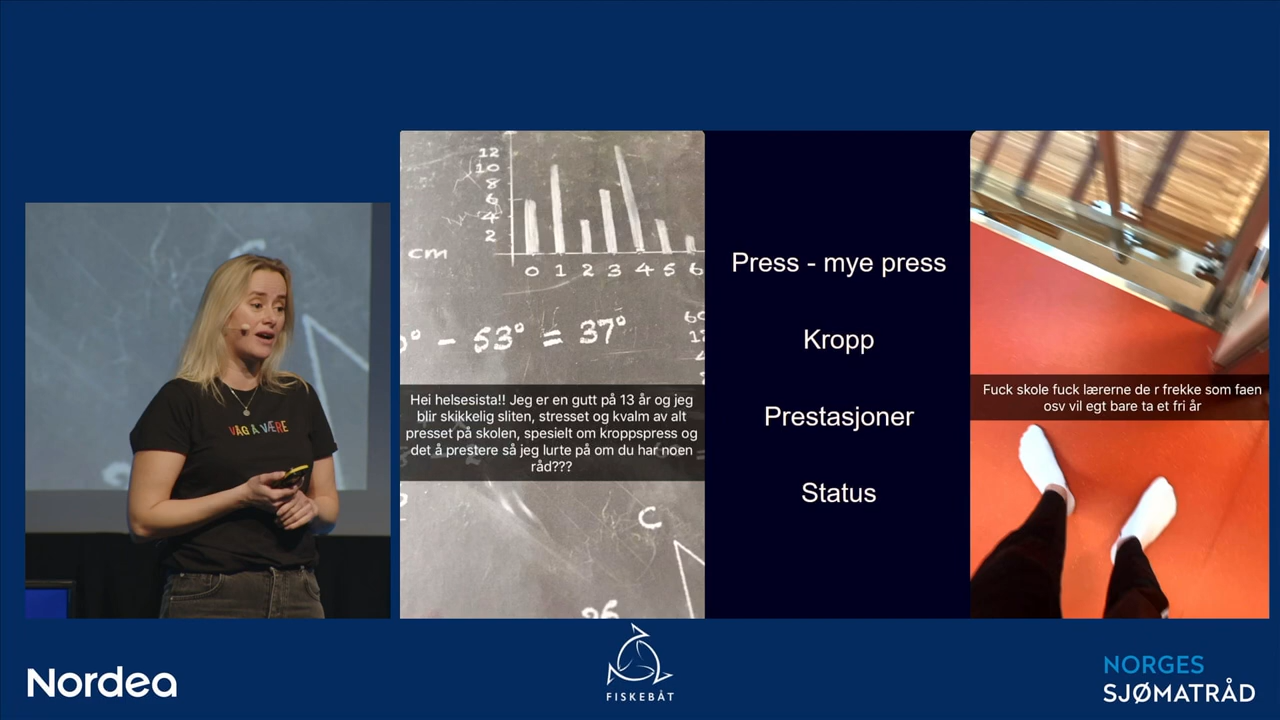 VÅG Å VÆRE
12
10
8
6
4
2
cm
0 1 2 3 4 5 6
° - 53° = 37°
Hei helsesista!! Jeg er en gutt på 13 år og jeg
blir skikkelig sliten, stresset og kvalm av alt
presset på skolen, spesielt om kroppspress og
det å prestere så jeg lurte på om du har noen
råd???
C
26
Press - mye press
Kropp
Prestasjoner
Status
Fuck skole fuck lærerne de r frekke som faen
osv vil egt bare ta et fri år
Nordea
FISKEBÅT
NORGES
SJØMATRÅD